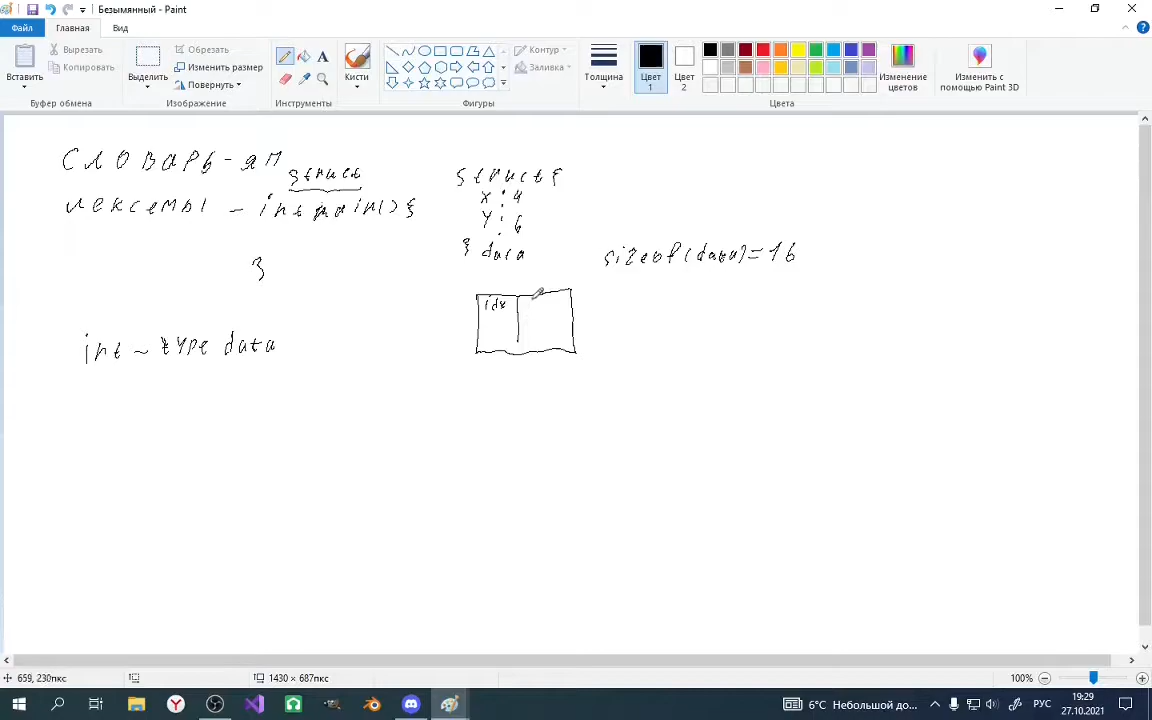 Безымянный - Paint
Файл
Главная
Вид
Вставить
Вырезать
Копировать
Буфер обмена
Выделить
Обрезать
Изменить размер
Повернуть
Изображение
A
Инструменты
Кисти
Контур
Заливка
Фигуры
Толщина
Цвет 1
Цвет 2
Изменение цветов
Цвета
Изменить с помощью Paint 3D
СЛОВАРЬ - ЯП
struct
ЛЕКСЕМЫ - int main() {
}
int ~ type data
struct {
X : 4
Y : 6
} data
sizeof(data) = 16
idx
659, 230пкс
1430 × 687пкс
100%
6°C Небольшой до...
РУС
19:29
27.10.2021